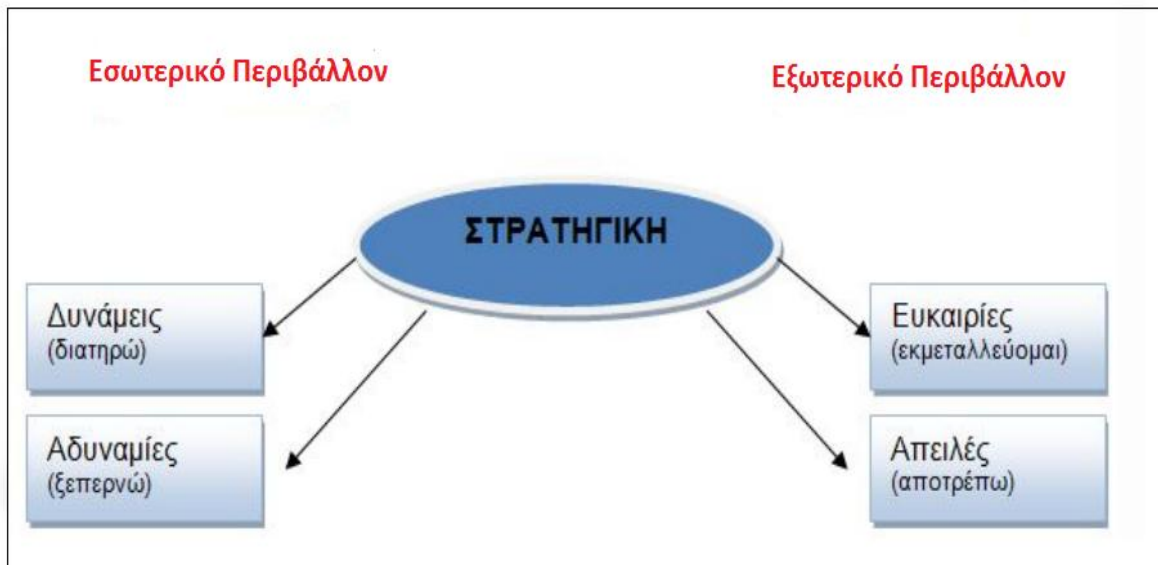 Εσωτερικό Περιβάλλον
Εξωτερικό Περιβάλλον
ΣΤΡΑΤΗΓΙΚΗ
Δυνάμεις
(διατηρώ)
Ευκαιρίες
(εκμεταλλεύομαι)
Αδυναμίες
(ξεπερνώ)
Απειλές
(αποτρέπω)